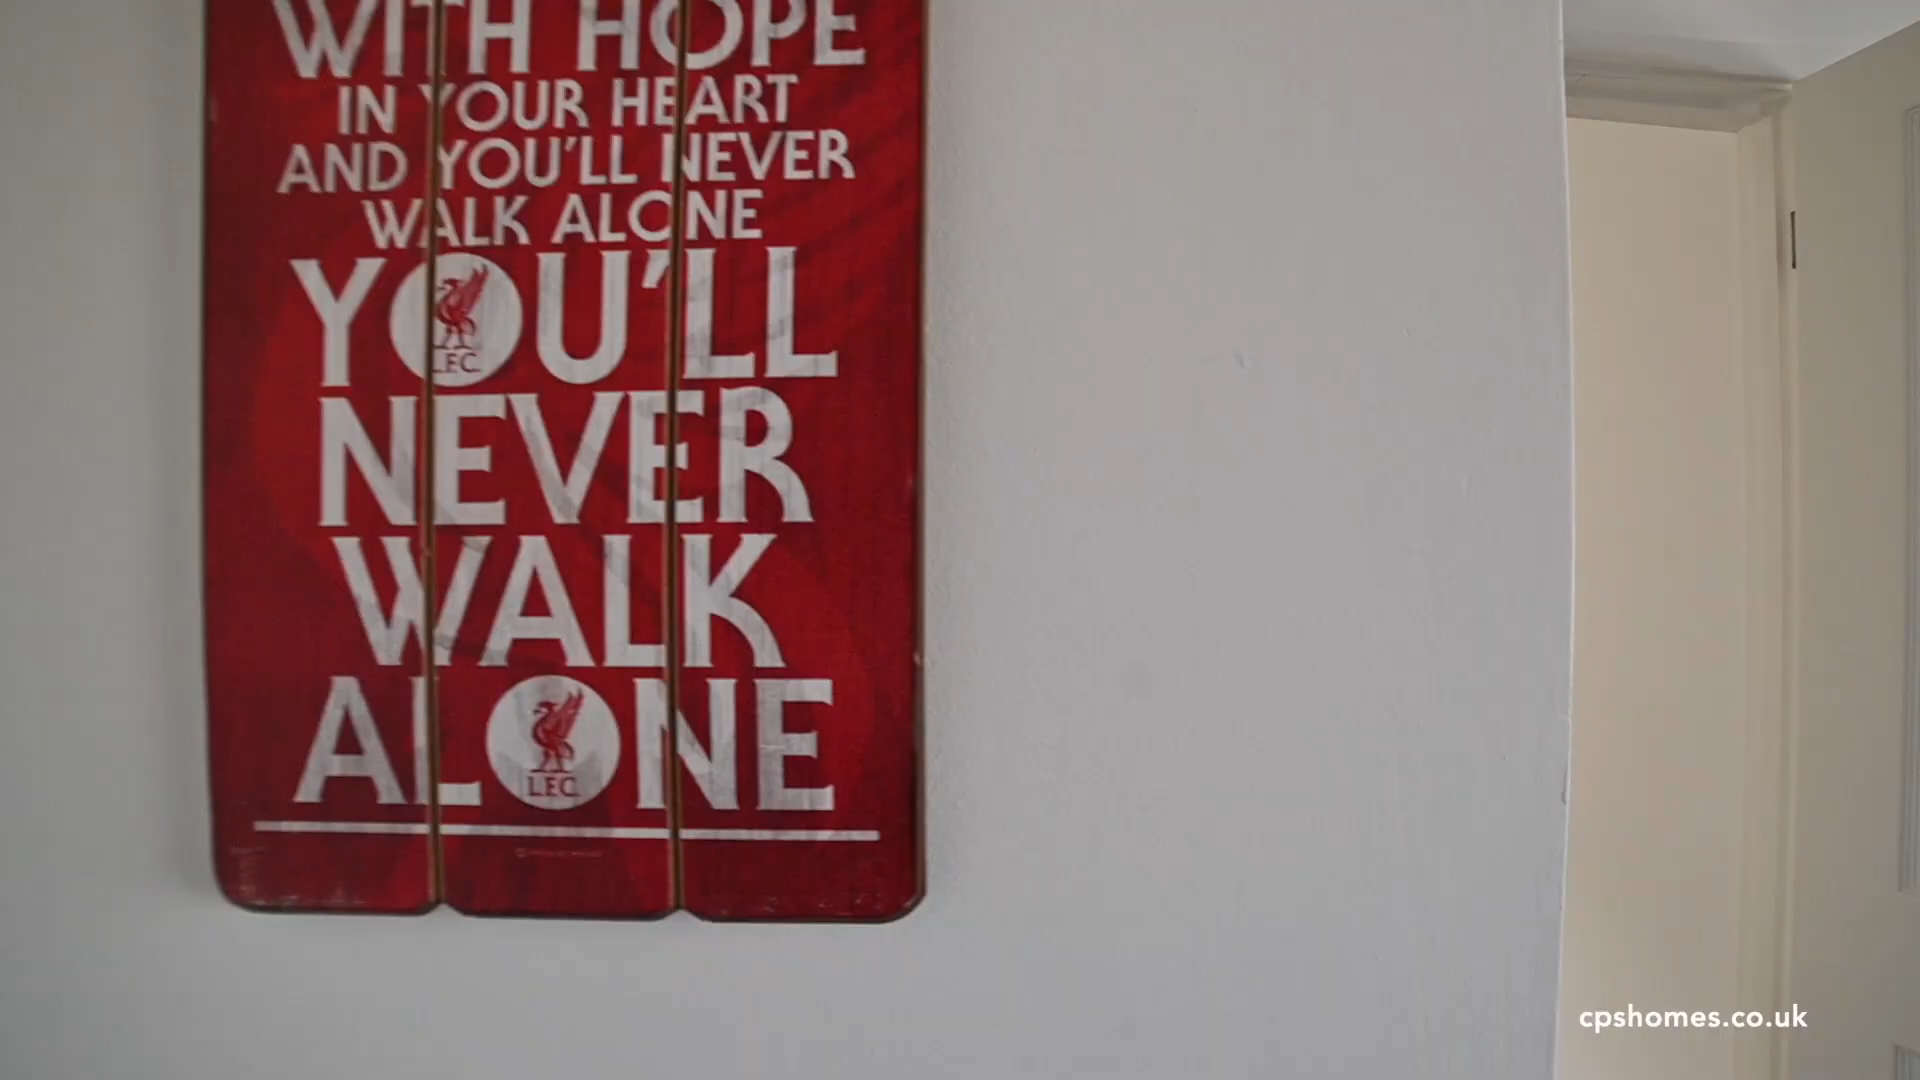 WITH HOPE
IN YOUR HEART
AND YOU'LL NEVER
WALK ALONE
YOU'LL
L.F.C.
NEVER
WALK
ALONE
L.F.C.
cpshomes.co.uk